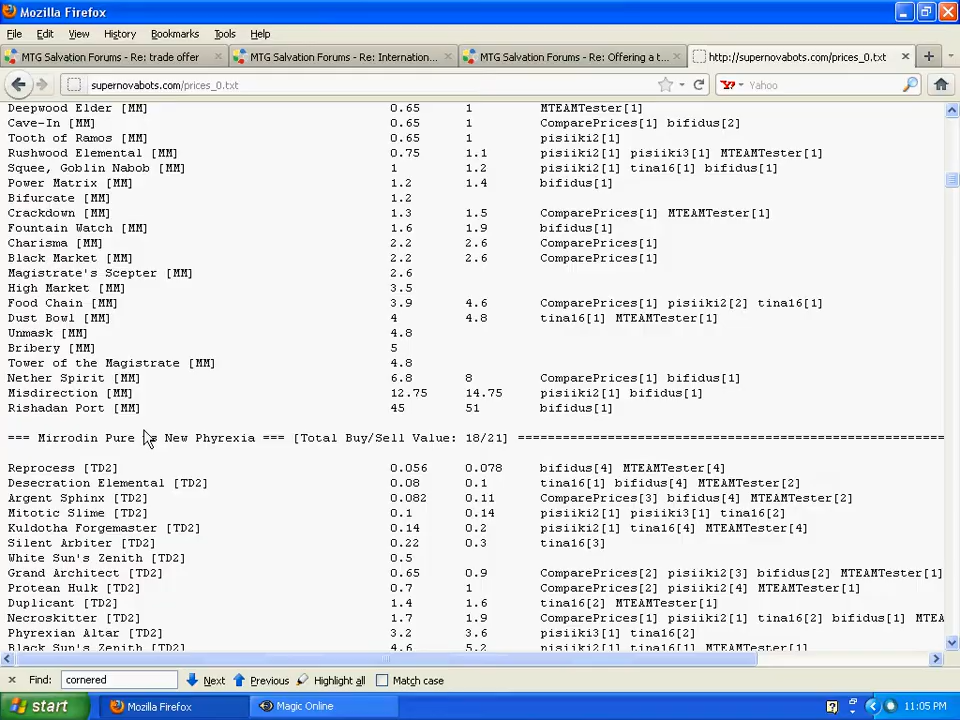 Mozilla Firefox
File Edit View History Bookmarks Tools Help
MTG Salvation Forums - Re: trade offer × MTG Salvation Forums - Re: Internation... × MTG Salvation Forums - Re: Offering a t... × http://supernovabots.com/prices_0.txt × +
supernovabots.com/prices_0.txt Yahoo
Deepwood Elder [MM] 0.65 1 MTEAMTester[1]
Cave-In [MM] 0.65 1 ComparePrices[1] bifidus[2]
Tooth of Ramos [MM] 0.65 1 pisiiki2[1]
Rushwood Elemental [MM] 0.75 1.1 pisiiki2[1] pisiiki3[1] MTEAMTester[1]
Squee, Goblin Nabob [MM] 1 1.2 pisiiki2[1] tina16[1] bifidus[1]
Power Matrix [MM] 1.2 1.4 bifidus[1]
Bifurcate [MM] 1.2
Crackdown [MM] 1.3 1.5 ComparePrices[1] MTEAMTester[1]
Fountain Watch [MM] 1.6 1.9 bifidus[1]
Charisma [MM] 2.2 2.6 ComparePrices[1]
Black Market [MM] 2.2 2.6 ComparePrices[1]
Magistrate's Scepter [MM] 2.6
High Market [MM] 3.5
Food Chain [MM] 3.9 4.6 ComparePrices[1] pisiiki2[2] tina16[1]
Dust Bowl [MM] 4 4.8 tina16[1] MTEAMTester[1]
Unmask [MM] 4.8
Bribery [MM] 5
Tower of the Magistrate [MM] 4.8
Nether Spirit [MM] 6.8 8 ComparePrices[1] bifidus[1]
Misdirection [MM] 12.75 14.75 pisiiki2[1] bifidus[1]
Rishadan Port [MM] 45 51 bifidus[1]
=== Mirrodin Pure vs New Phyrexia === [Total Buy/Sell Value: 18/21] ==========================================================
Reprocess [TD2] 0.056 0.078 bifidus[4] MTEAMTester[4]
Desecration Elemental [TD2] 0.08 0.1 tina16[1] bifidus[4] MTEAMTester[2]
Argent Sphinx [TD2] 0.082 0.11 ComparePrices[3] bifidus[4] MTEAMTester[2]
Mitotic Slime [TD2] 0.1 0.14 pisiiki2[1] pisiiki3[1] tina16[2]
Kuldotha Forgemaster [TD2] 0.14 0.2 pisiiki2[1] tina16[4] MTEAMTester[4]
Silent Arbiter [TD2] 0.22 0.3 tina16[3]
White Sun's Zenith [TD2] 0.5
Grand Architect [TD2] 0.65 0.9 ComparePrices[2] pisiiki2[3] bifidus[2] MTEAMTester[1]
Protean Hulk [TD2] 0.7 1 ComparePrices[2] pisiiki2[4] MTEAMTester[1]
Duplicant [TD2] 1.4 1.6 tina16[2] MTEAMTester[1]
Necroskitter [TD2] 1.7 1.9 ComparePrices[1] pisiiki2[1] tina16[2] bifidus[1] MTEA
Phyrexian Altar [TD2] 3.2 3.6 pisiiki3[1] tina16[2]
Black Sun's Zenith [TD2] 4.6 5.2
× Find: cornered Next Previous Highlight all Match case
start Mozilla Firefox Magic Online 11:05 PM